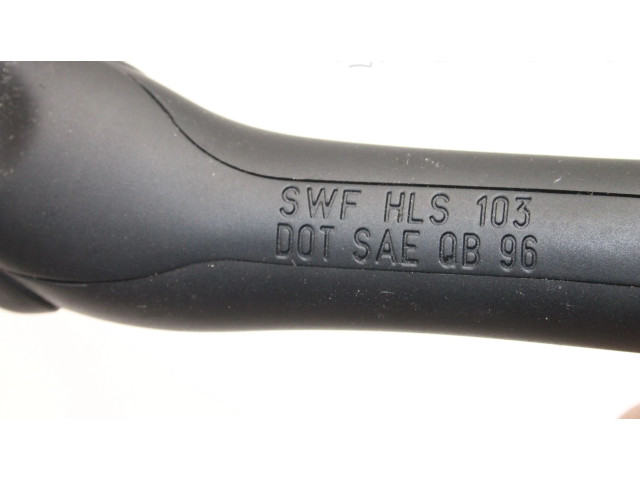 SWF HLS 103
DOT SAE QB 96